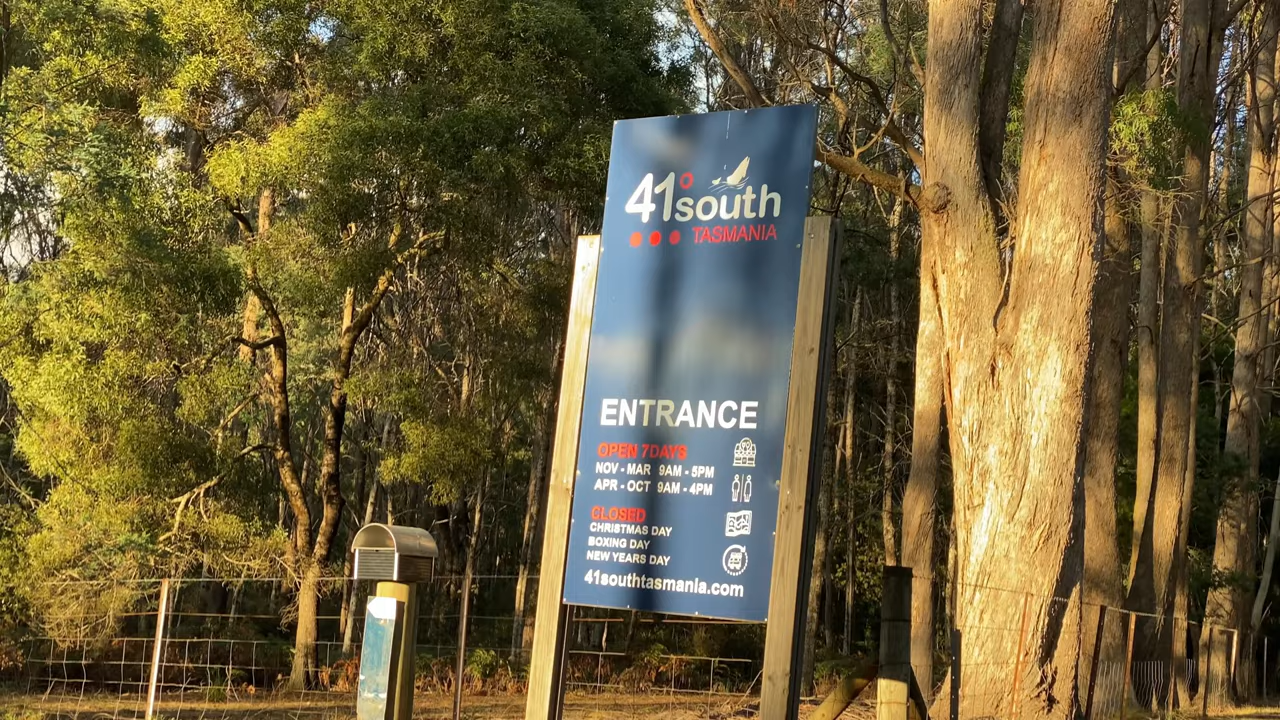 41°south
TASMANIA
ENTRANCE
OPEN 7DAYS
NOV - MAR 9AM - 5PM
APR - OCT 9AM - 4PM
CLOSED
CHRISTMAS DAY
BOXING DAY
NEW YEARS DAY
41southtasmania.com